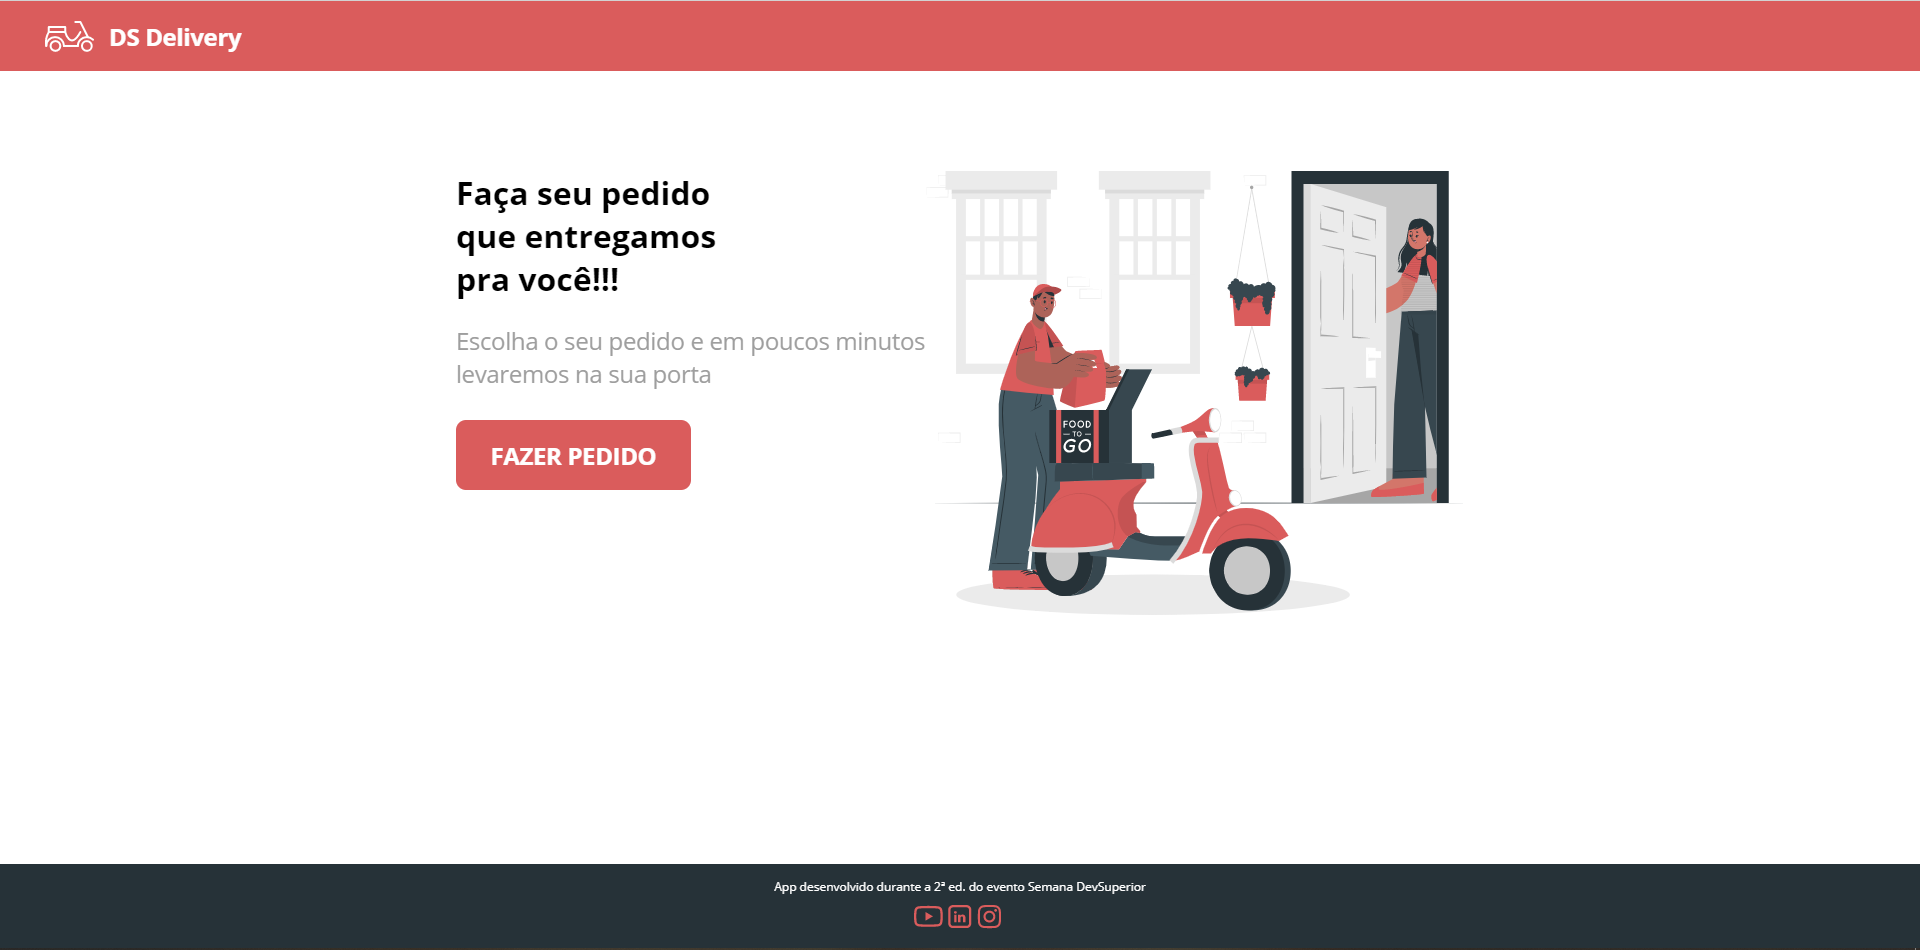 DS Delivery
Faça seu pedido
que entregamos
pra você!!!
Escolha o seu pedido e em poucos minutos
levaremos na sua porta
FAZER PEDIDO
FOOD
TO
GO
App desenvolvido durante a 2ª ed. do evento Semana DevSuperior
in